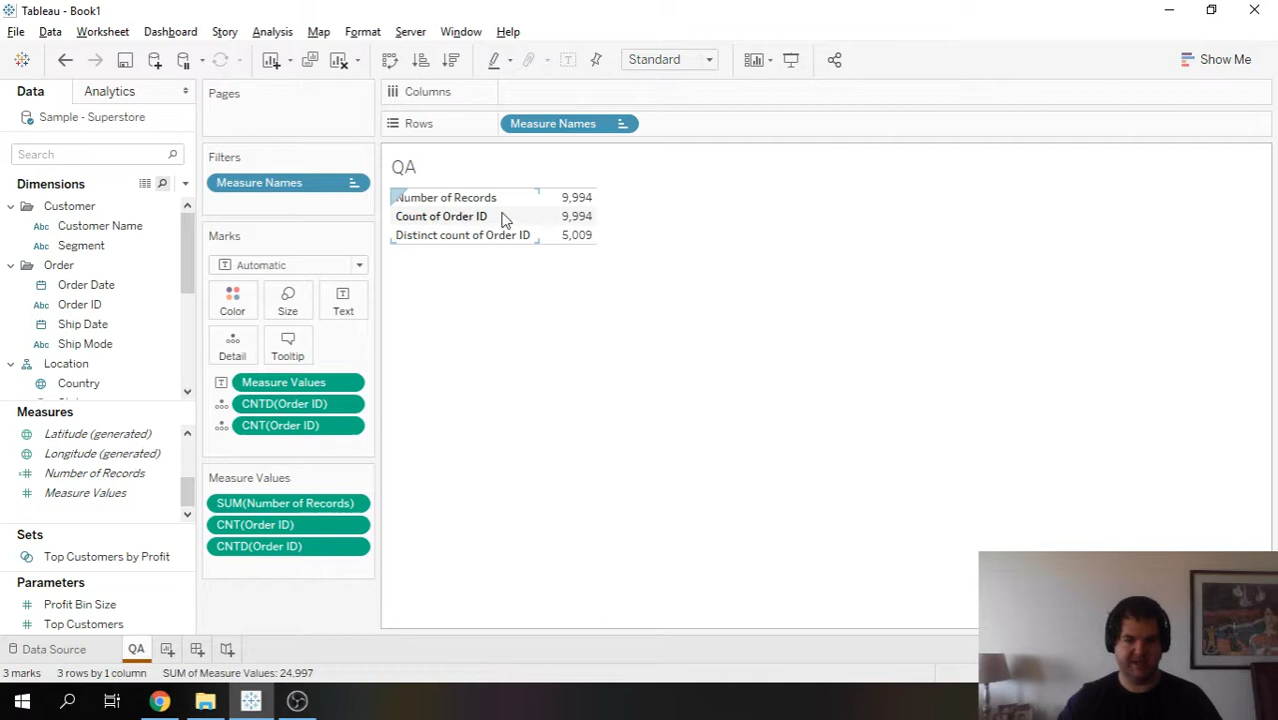 Tableau - Book1
File Data Worksheet Dashboard Story Analysis Map Format Server Window Help
Standard
Show Me
Data Analytics
Sample - Superstore
Search
Dimensions
Customer
Abc Customer Name
Abc Segment
Order
Order Date
Abc Order ID
Ship Date
Abc Ship Mode
Location
Country
Measures
Latitude (generated)
Longitude (generated)
Number of Records
Measure Values
Sets
Top Customers by Profit
Parameters
Profit Bin Size
Top Customers
Pages
Filters
Measure Names
Marks
Automatic
Color Size Text
Detail Tooltip
Measure Values
CNTD(Order ID)
CNT(Order ID)
Measure Values
SUM(Number of Records)
CNT(Order ID)
CNTD(Order ID)
Columns
Rows Measure Names
QA
Number of Records 9,994
Count of Order ID 9,994
Distinct count of Order ID 5,009
Data Source QA
3 marks 3 rows by 1 column SUM of Measure Values: 24.997